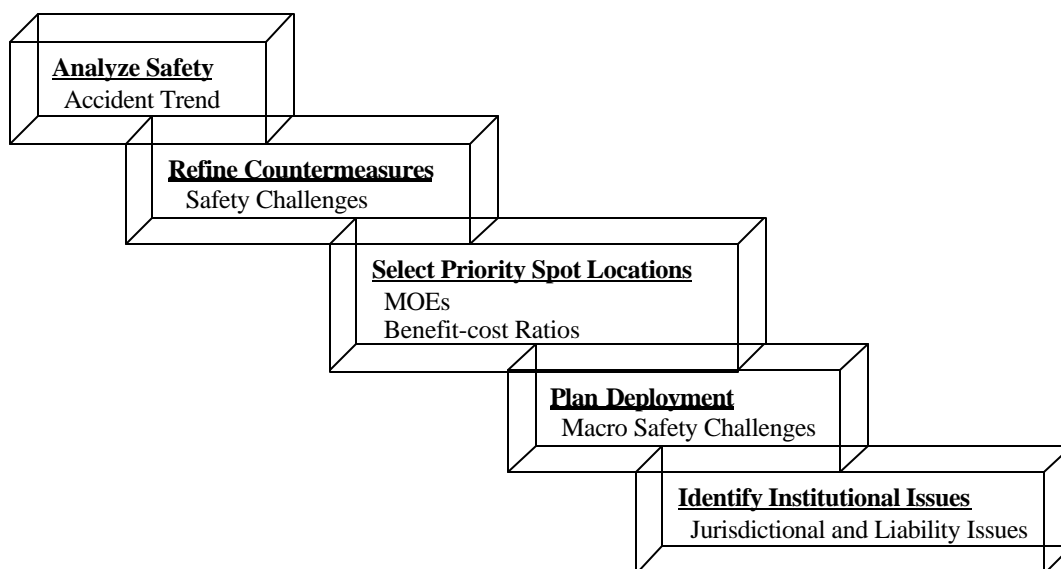 Analyze Safety
Accident Trend
Refine Countermeasures
Safety Challenges
Select Priority Spot Locations
MOEs
Benefit-cost Ratios
Plan Deployment
Macro Safety Challenges
Identify Institutional Issues
Jurisdictional and Liability Issues